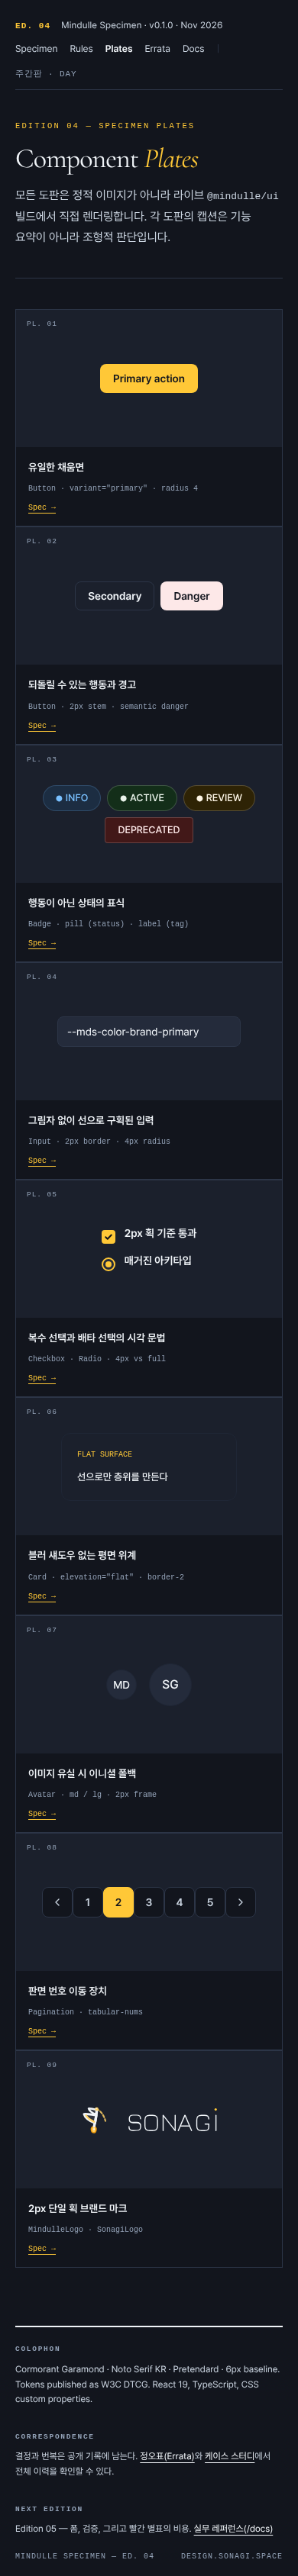 ED. 04 Mindulle Specimen · v0.1.0 · Nov 2026
Specimen Rules Plates Errata Docs
주간판 · DAY
EDITION 04 — SPECIMEN PLATES
Component Plates
모든 도판은 정적 이미지가 아니라 라이브 @mindulle/ui
빌드에서 직접 렌더링합니다. 각 도판의 캡션은 기능
요약이 아니라 조형적 판단입니다.
PL. 01
Primary action
유일한 채움면
Button · variant="primary" · radius 4
Spec →
PL. 02
Secondary Danger
되돌릴 수 있는 행동과 경고
Button · 2px stem · semantic danger
Spec →
PL. 03
INFO ACTIVE REVIEW
DEPRECATED
행동이 아닌 상태의 표식
Badge · pill (status) · label (tag)
Spec →
PL. 04
--mds-color-brand-primary
그림자 없이 선으로 구획된 입력
Input · 2px border · 4px radius
Spec →
PL. 05
2px 획 기준 통과
매거진 아키타입
복수 선택과 배타 선택의 시각 문법
Checkbox · Radio · 4px vs full
Spec →
PL. 06
FLAT SURFACE
선으로만 층위를 만든다
블러 섀도우 없는 평면 위계
Card · elevation="flat" · border-2
Spec →
PL. 07
MD SG
이미지 유실 시 이니셜 폴백
Avatar · md / lg · 2px frame
Spec →
PL. 08
1 2 3 4 5
판면 번호 이동 장치
Pagination · tabular-nums
Spec →
PL. 09
SONAGI
2px 단일 획 브랜드 마크
MindulleLogo · SonagiLogo
Spec →
COLOPHON
Cormorant Garamond · Noto Serif KR · Pretendard · 6px baseline.
Tokens published as W3C DTCG. React 19, TypeScript, CSS
custom properties.
CORRESPONDENCE
결정과 번복은 공개 기록에 남는다. 정오표(Errata)와 케이스 스터디에서
전체 이력을 확인할 수 있다.
NEXT EDITION
Edition 05 — 폼, 검증, 그리고 빨간 별표의 비용. 실무 레퍼런스(/docs)
MINDULLE SPECIMEN — ED. 04 DESIGN.SONAGI.SPACE